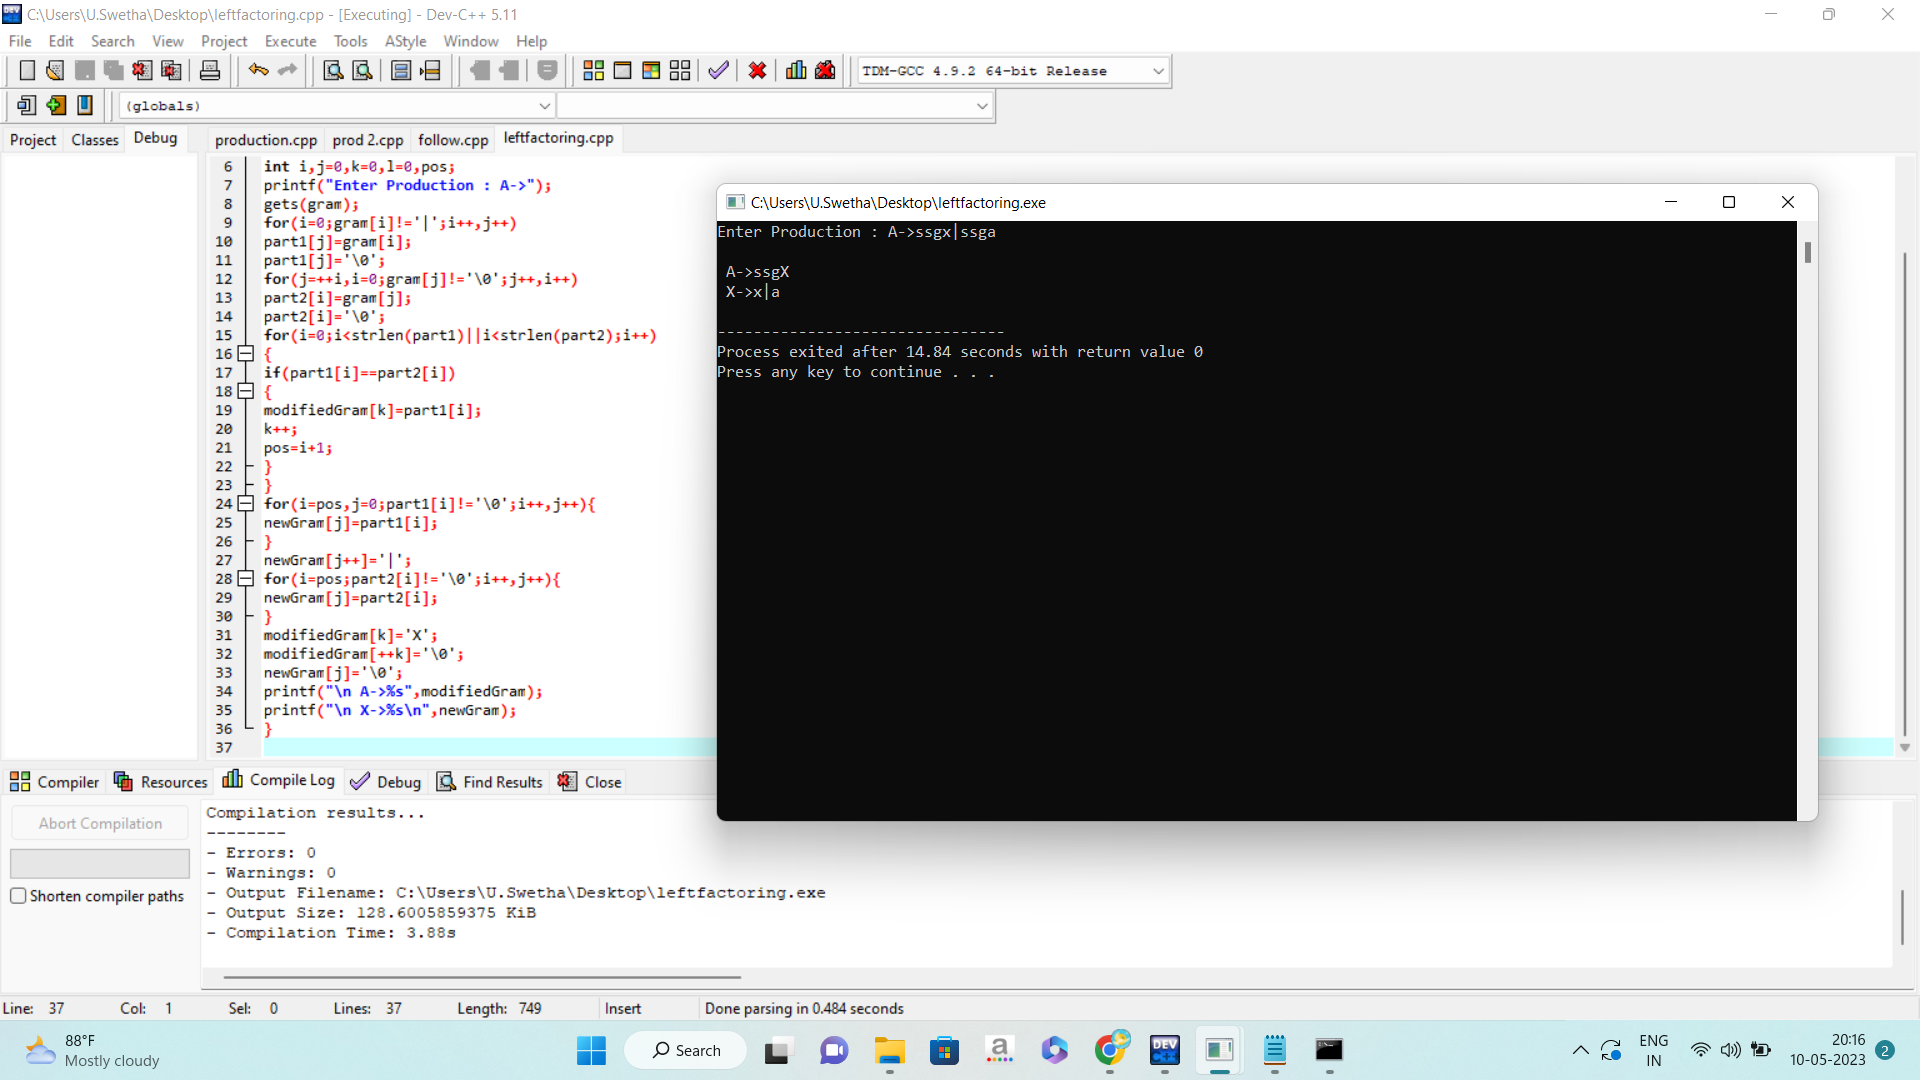 C:\Users\U.Swetha\Desktop\leftfactoring.cpp - [Executing] - Dev-C++ 5.11
File Edit Search View Project Execute Tools AStyle Window Help
TDM-GCC 4.9.2 64-bit Release
(globals)
Project Classes Debug production.cpp prod 2.cpp follow.cpp leftfactoring.cpp
6 int i,j=0,k=0,l=0,pos;
7 printf("Enter Production : A->");
8 gets(gram);
9 for(i=0;gram[i]!='|';i++,j++)
10 part1[j]=gram[i];
11 part1[j]='\0';
12 for(j=++i,i=0;gram[j]!='\0';j++,i++)
13 part2[i]=gram[j];
14 part2[i]='\0';
15 for(i=0;i<strlen(part1)||i<strlen(part2);i++)
16 {
17 if(part1[i]==part2[i])
18 {
19 modifiedGram[k]=part1[i];
20 k++;
21 pos=i+1;
22 }
23 }
24 for(i=pos,j=0;part1[i]!='\0';i++,j++){
25 newGram[j]=part1[i];
26 }
27 newGram[j++]='|';
28 for(i=pos;part2[i]!='\0';i++,j++){
29 newGram[j]=part2[i];
30 }
31 modifiedGram[k]='X';
32 modifiedGram[++k]='\0';
33 newGram[j]='\0';
34 printf("\n A->%s",modifiedGram);
35 printf("\n X->%s\n",newGram);
36 }
37
C:\Users\U.Swetha\Desktop\leftfactoring.exe
Enter Production : A->ssgx|ssga
A->ssgX
X->x|a
--------------------------------
Process exited after 14.84 seconds with return value 0
Press any key to continue . . .
Compiler Resources Compile Log Debug Find Results Close
Abort Compilation
Shorten compiler paths
Compilation results...
--------
- Errors: 0
- Warnings: 0
- Output Filename: C:\Users\U.Swetha\Desktop\leftfactoring.exe
- Output Size: 128.6005859375 KiB
- Compilation Time: 3.88s
Line: 37 Col: 1 Sel: 0 Lines: 37 Length: 749 Insert Done parsing in 0.484 seconds
88°F
Mostly cloudy
Search
DEV
C++
a
ENG
IN
20:16
10-05-2023
2